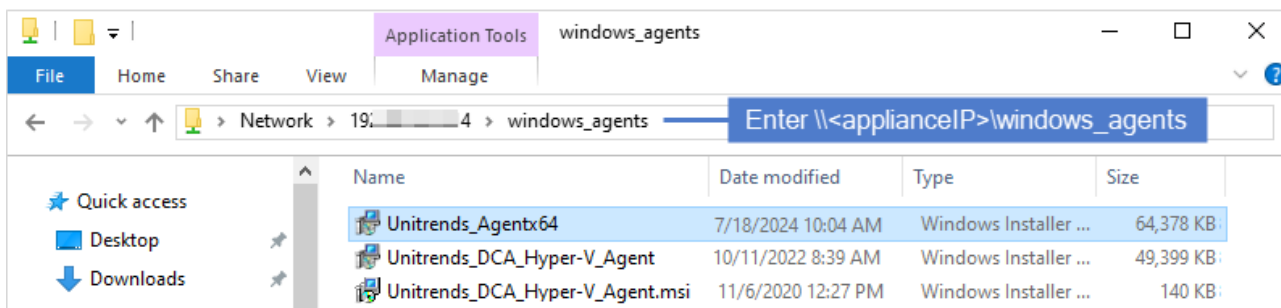 Application Tools windows_agents
File Home Share View Manage
Network 4 windows_agents Enter \\<applianceIP>\windows_agents
Name Date modified Type Size
Quick access
Unitrends_Agentx64 7/18/2024 10:04 AM Windows Installer ... 64,378 KB
Desktop
Unitrends_DCA_Hyper-V_Agent 10/11/2022 8:39 AM Windows Installer ... 49,399 KB
Downloads
Unitrends_DCA_Hyper-V_Agent.msi 11/6/2020 12:27 PM Windows Installer ... 140 KB